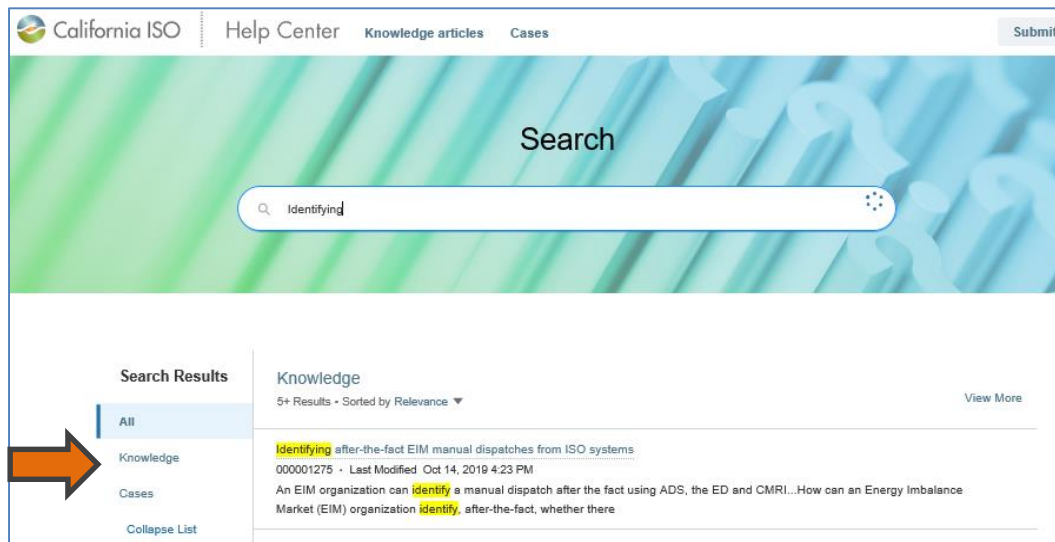 California ISO Help Center Knowledge articles Cases Submit
Search
Identifying
Search Results
All
Knowledge
Cases
Collapse List
Knowledge
5+ Results • Sorted by Relevance ▼
View More
Identifying after-the-fact EIM manual dispatches from ISO systems
000001275 • Last Modified Oct 14, 2019 4:23 PM
An EIM organization can identify a manual dispatch after the fact using ADS, the ED and CMRI...How can an Energy Imbalance
Market (EIM) organization identify, after-the-fact, whether there